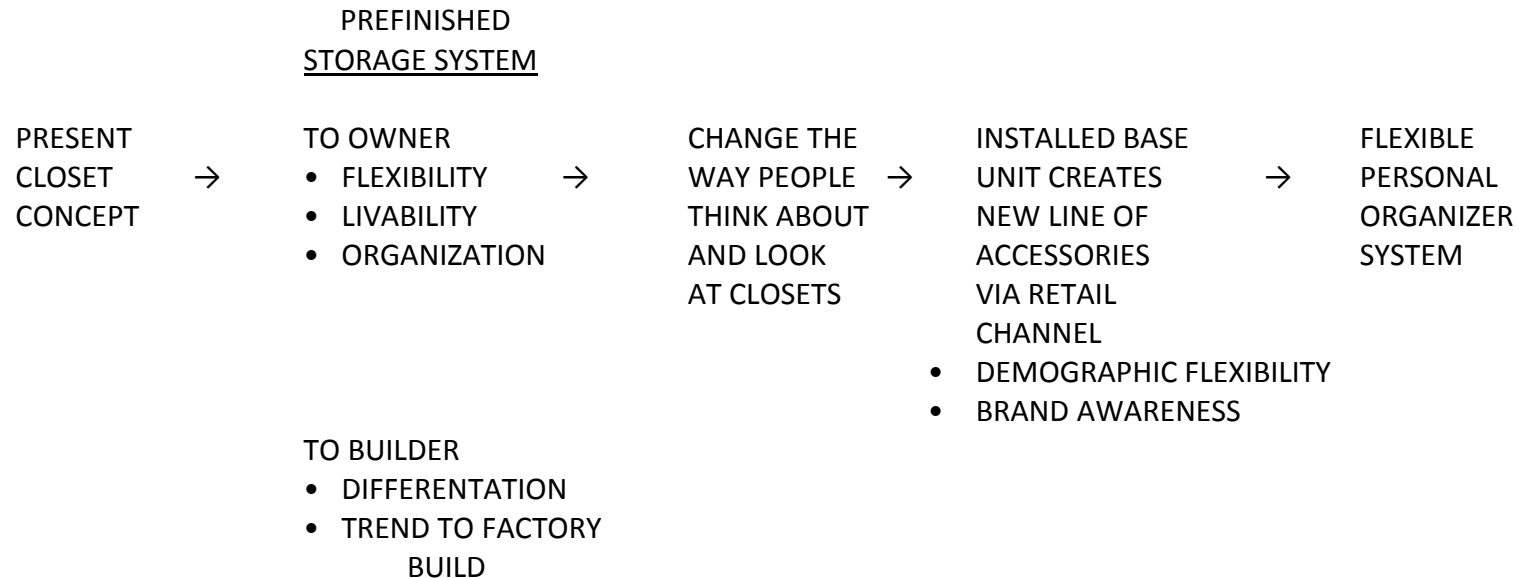 PREFINISHED
STORAGE SYSTEM
PRESENT
CLOSET →
CONCEPT
TO OWNER
• FLEXIBILITY →
• LIVABILITY
• ORGANIZATION
TO BUILDER
• DIFFERENTATION
• TREND TO FACTORY
BUILD
CHANGE THE
WAY PEOPLE →
THINK ABOUT
AND LOOK
AT CLOSETS
INSTALLED BASE
UNIT CREATES →
NEW LINE OF
ACCESSORIES
VIA RETAIL
CHANNEL
• DEMOGRAPHIC FLEXIBILITY
• BRAND AWARENESS
FLEXIBLE
PERSONAL
ORGANIZER
SYSTEM